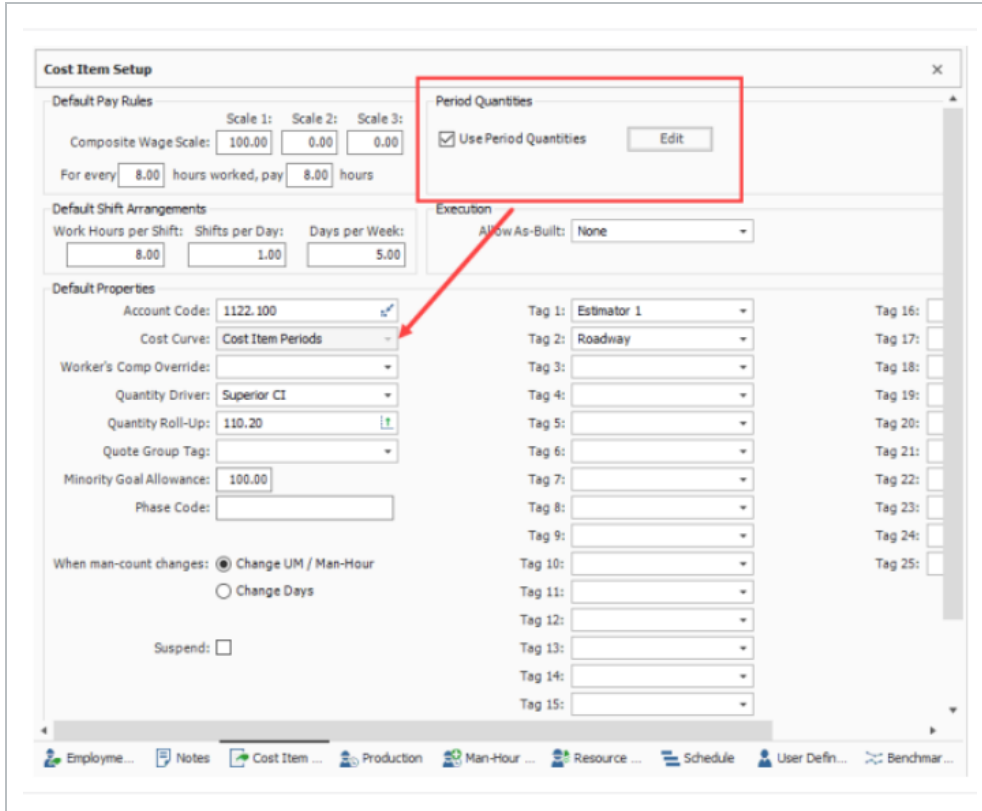 Cost Item Setup
Default Pay Rules
Scale 1: Scale 2: Scale 3:
Composite Wage Scale: 100.00 0.00 0.00
For every 8.00 hours worked, pay 8.00 hours
Period Quantities
Use Period Quantities Edit
Default Shift Arrangements
Work Hours per Shift: Shifts per Day: Days per Week:
8.00 1.00 5.00
Execution
Allow As-Built: None
Default Properties
Account Code: 1122.100
Cost Curve: Cost Item Periods
Worker's Comp Override:
Quantity Driver: Superior CI
Quantity Roll-Up: 110.20
Quote Group Tag:
Minority Goal Allowance: 100.00
Phase Code:
When man-count changes: Change UM / Man-Hour
Change Days
Suspend:
Tag 1: Estimator 1
Tag 2: Roadway
Tag 3:
Tag 4:
Tag 5:
Tag 6:
Tag 7:
Tag 8:
Tag 9:
Tag 10:
Tag 11:
Tag 12:
Tag 13:
Tag 14:
Tag 15:
Tag 16:
Tag 17:
Tag 18:
Tag 19:
Tag 20:
Tag 21:
Tag 22:
Tag 23:
Tag 24:
Tag 25:
Employme... Notes Cost Item ... Production Man-Hour ... Resource ... Schedule User Defin... Benchmar...